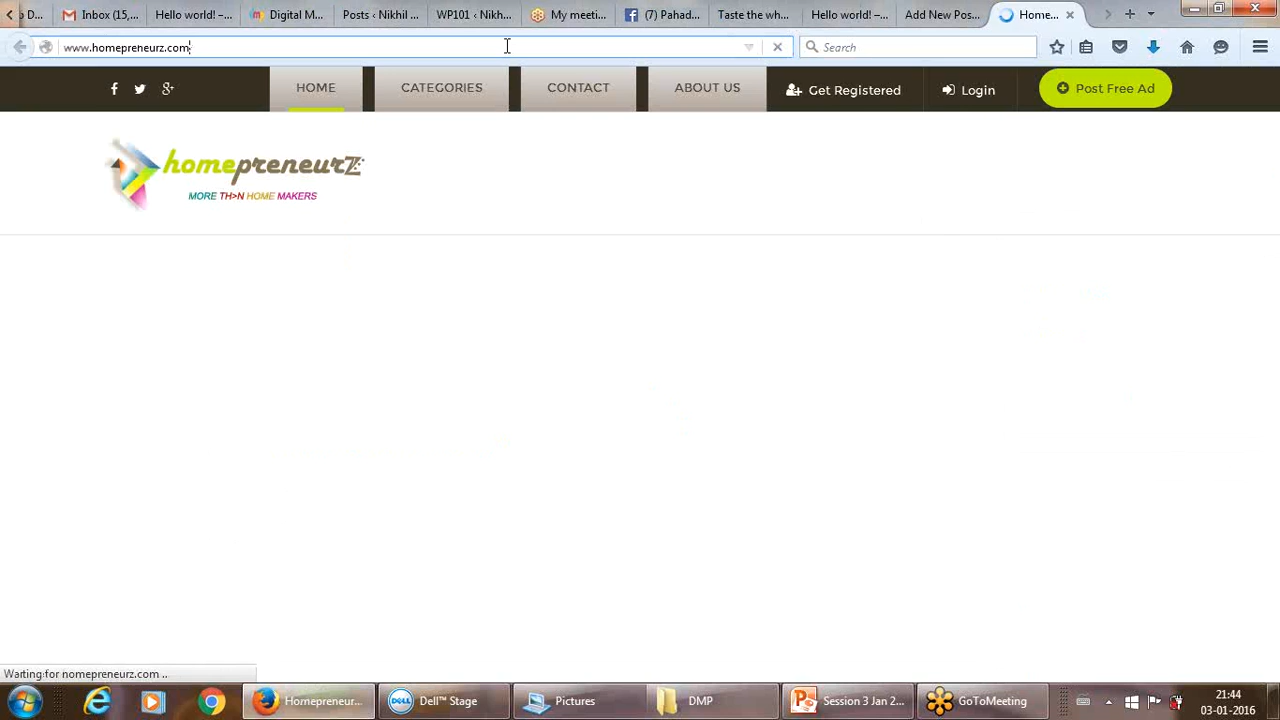 p D...
Inbox (15,...
Hello world! –...
Digital M...
Posts ‹ Nikhil ...
WP101 ‹ Nikh...
My meeti...
(7) Pahad...
Taste the wh...
Hello world! –...
Add New Pos...
Home...
www.homepreneurz.com
Search
HOME
CATEGORIES
CONTACT
ABOUT US
Get Registered
Login
Post Free Ad
homepreneurz
MORE TH>N HOME MAKERS
Waiting for homepreneurz.com ...
Homepreneur...
Dell™ Stage
Pictures
DMP
Session 3 Jan 2...
GoToMeeting
21:44
03-01-2016